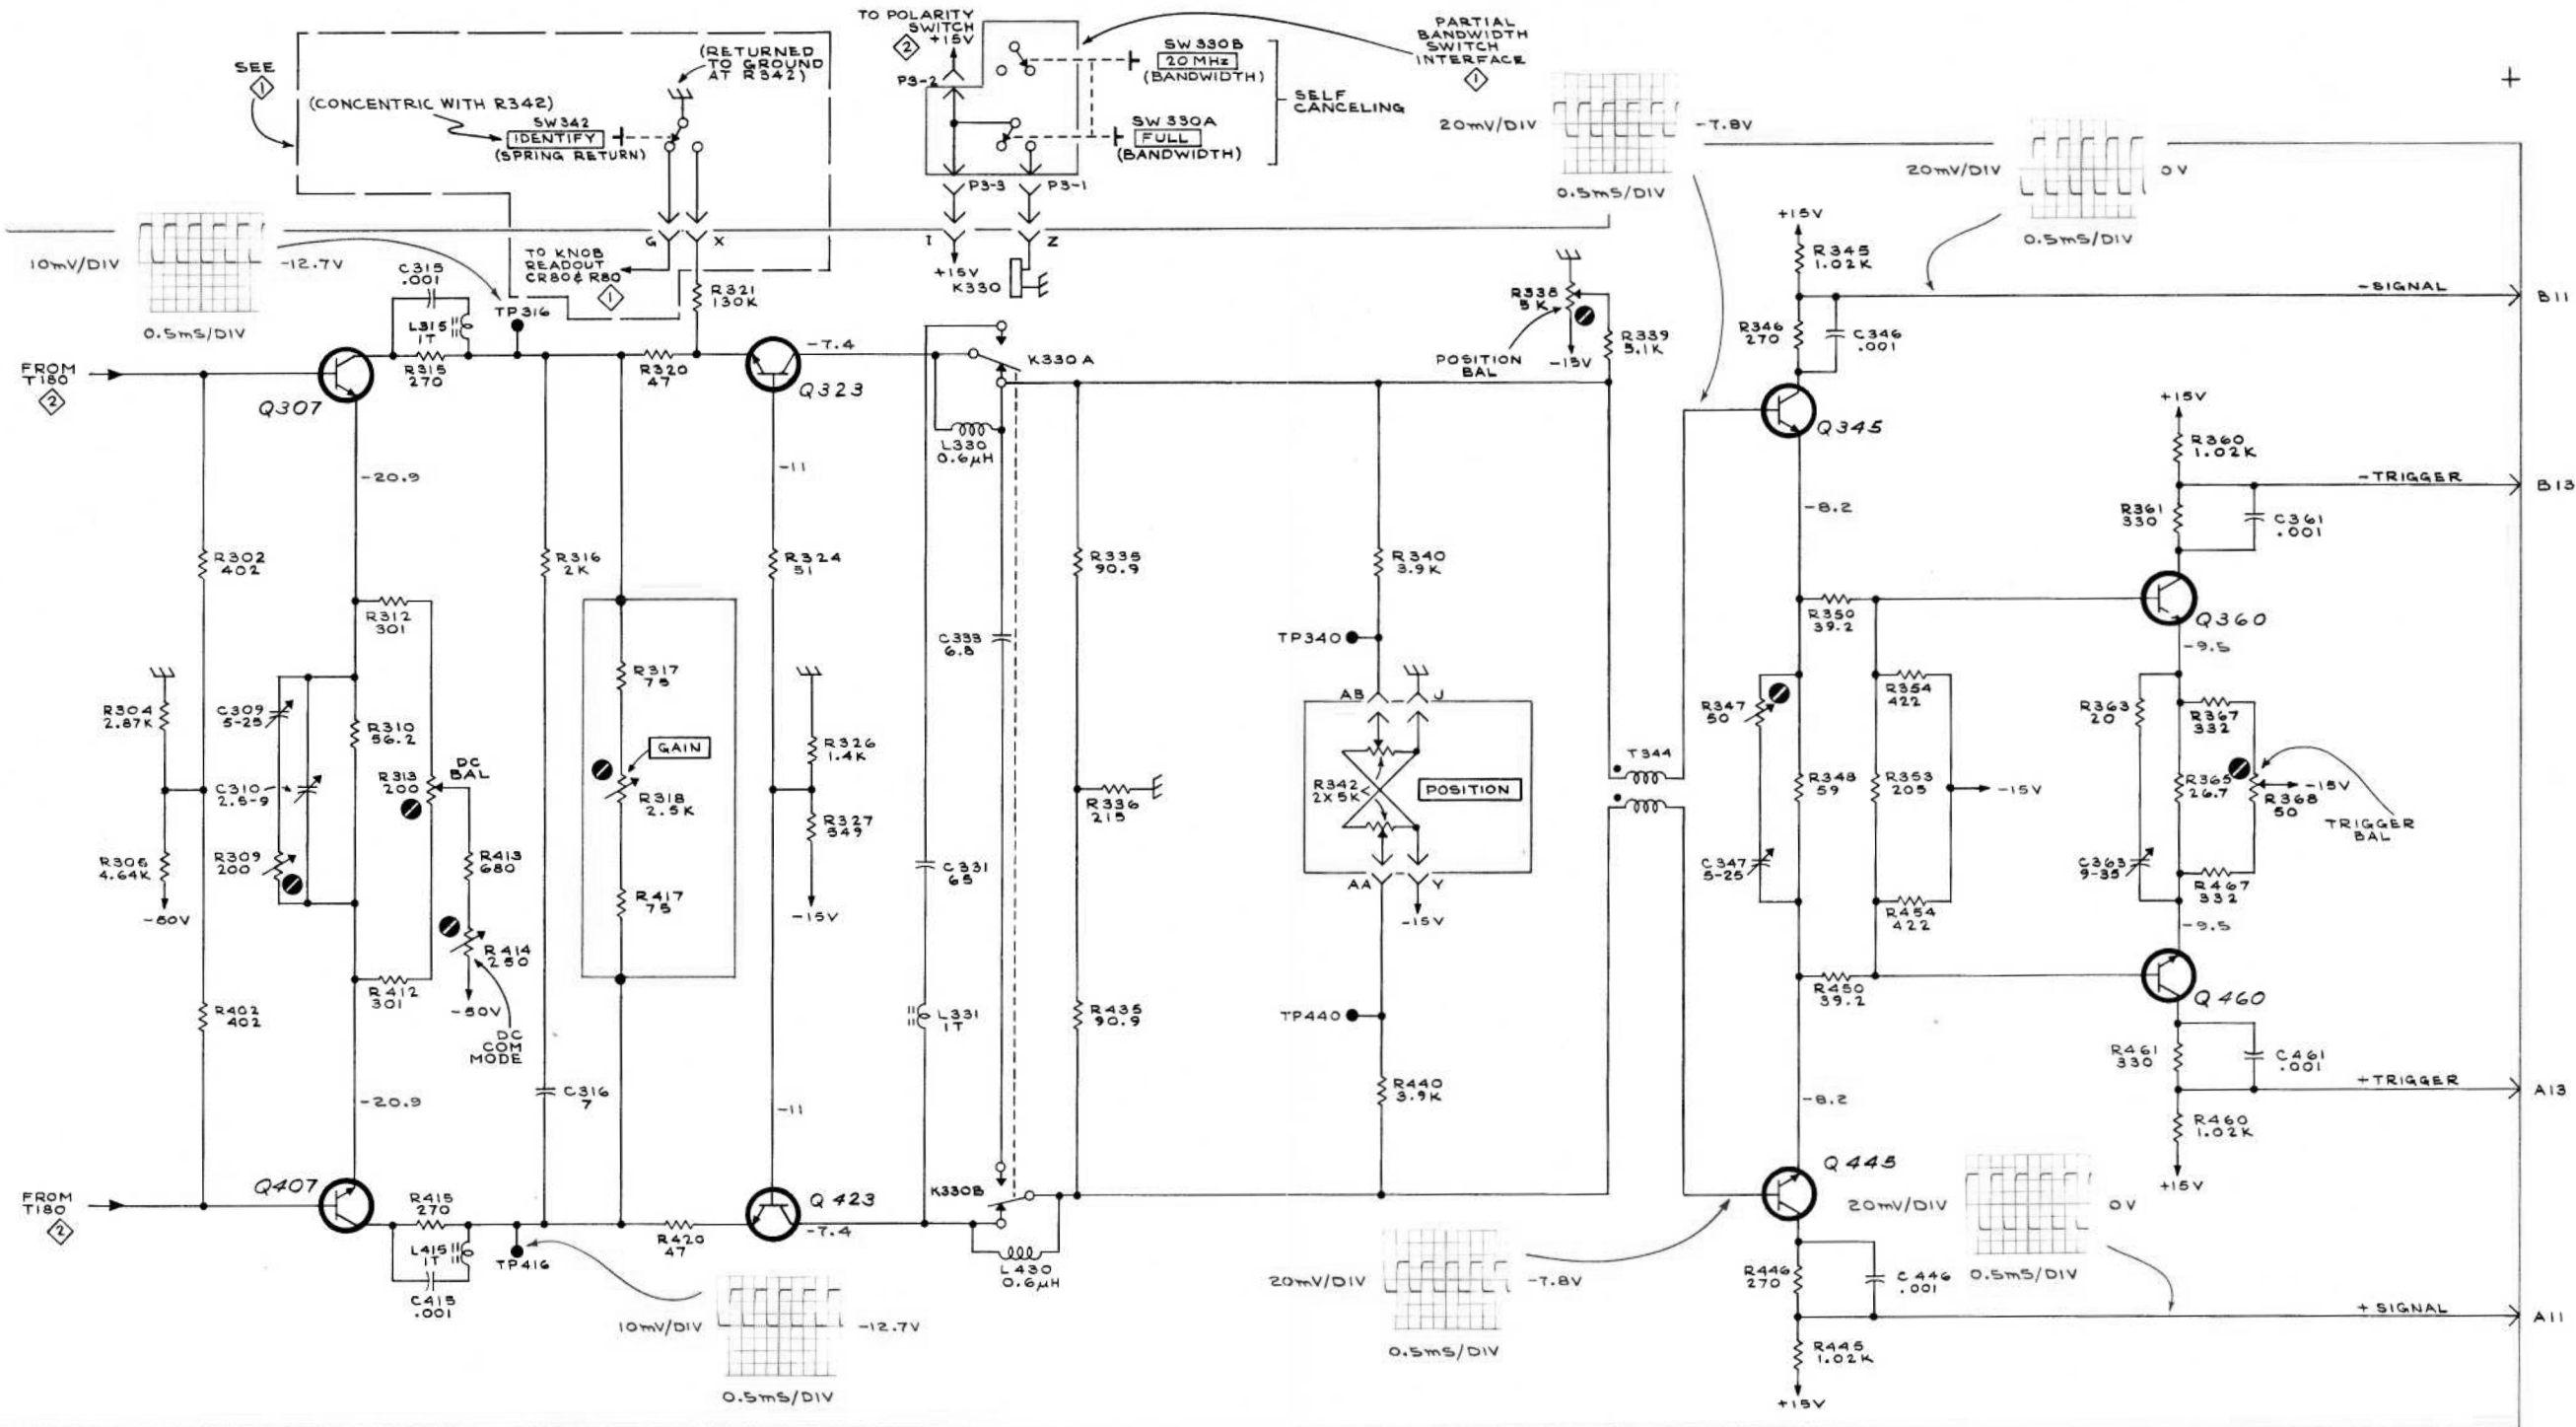 TO POLARITY
SWITCH
2
+15V
P3-2
SW 330B
20 MHz
(BANDWIDTH)
SELF
CANCELING
SW 330A
FULL
(BANDWIDTH)
P3-3
P3-1
PARTIAL
BANDWIDTH
SWITCH
INTERFACE
1
SEE
1
(CONCENTRIC WITH R342)
SW342
IDENTIFY
(SPRING RETURN)
(RETURNED
TO GROUND
AT R342)
G
X
I
Z
+15V
K330
TO KNOB
READOUT
CR80 & R80
1
R321
130K
10mV/DIV
-12.7V
0.5mS/DIV
20mV/DIV
-7.8V
0.5mS/DIV
20mV/DIV
0V
0.5mS/DIV
C315
.001
L315
1T
R315
270
TP316
FROM
T180
2
Q307
R320
47
Q323
-7.4
K330A
L330
0.6µH
R338
5K
POSITION
BAL
-15V
R339
5.1K
+15V
R345
1.02K
R346
270
C346
.001
-SIGNAL
B11
Q345
-20.9
-11
-8.2
+15V
R360
1.02K
-TRIGGER
B13
R361
330
C361
.001
R302
402
R312
301
R316
2K
R324
51
C333
6.8
R335
90.9
R340
3.9K
TP340
R350
39.2
Q360
-9.5
R304
2.87K
R305
4.64K
-50V
C309
5-25
C310
2.5-9
R309
200
R310
56.2
R313
200
DC
BAL
R413
680
R414
250
-50V
DC
COM
MODE
R317
75
GAIN
R318
2.5K
R417
75
R326
1.4K
R327
549
-15V
C331
65
L331
1T
R336
215
AB
J
R342
2X5K
POSITION
AA
Y
-15V
T344
R347
50
R348
59
C347
5-25
R354
422
R353
205
-15V
R454
422
R363
20
R367
332
R365
26.7
-15V
R368
50
TRIGGER
BAL
C363
9-35
R467
332
-9.5
R402
402
R412
301
C316
7
R435
90.9
TP440
R440
3.9K
R450
39.2
Q460
R461
330
C461
.001
+TRIGGER
A13
R460
1.02K
+15V
-20.9
-11
-8.2
FROM
T180
2
Q407
R415
270
L415
1T
C415
.001
TP416
R420
47
Q423
-7.4
K330B
L430
0.6µH
Q445
20mV/DIV
0V
0.5mS/DIV
R446
270
C446
.001
+ SIGNAL
A11
R445
1.02K
+15V
10mV/DIV
-12.7V
0.5mS/DIV
20mV/DIV
-7.8V
0.5mS/DIV